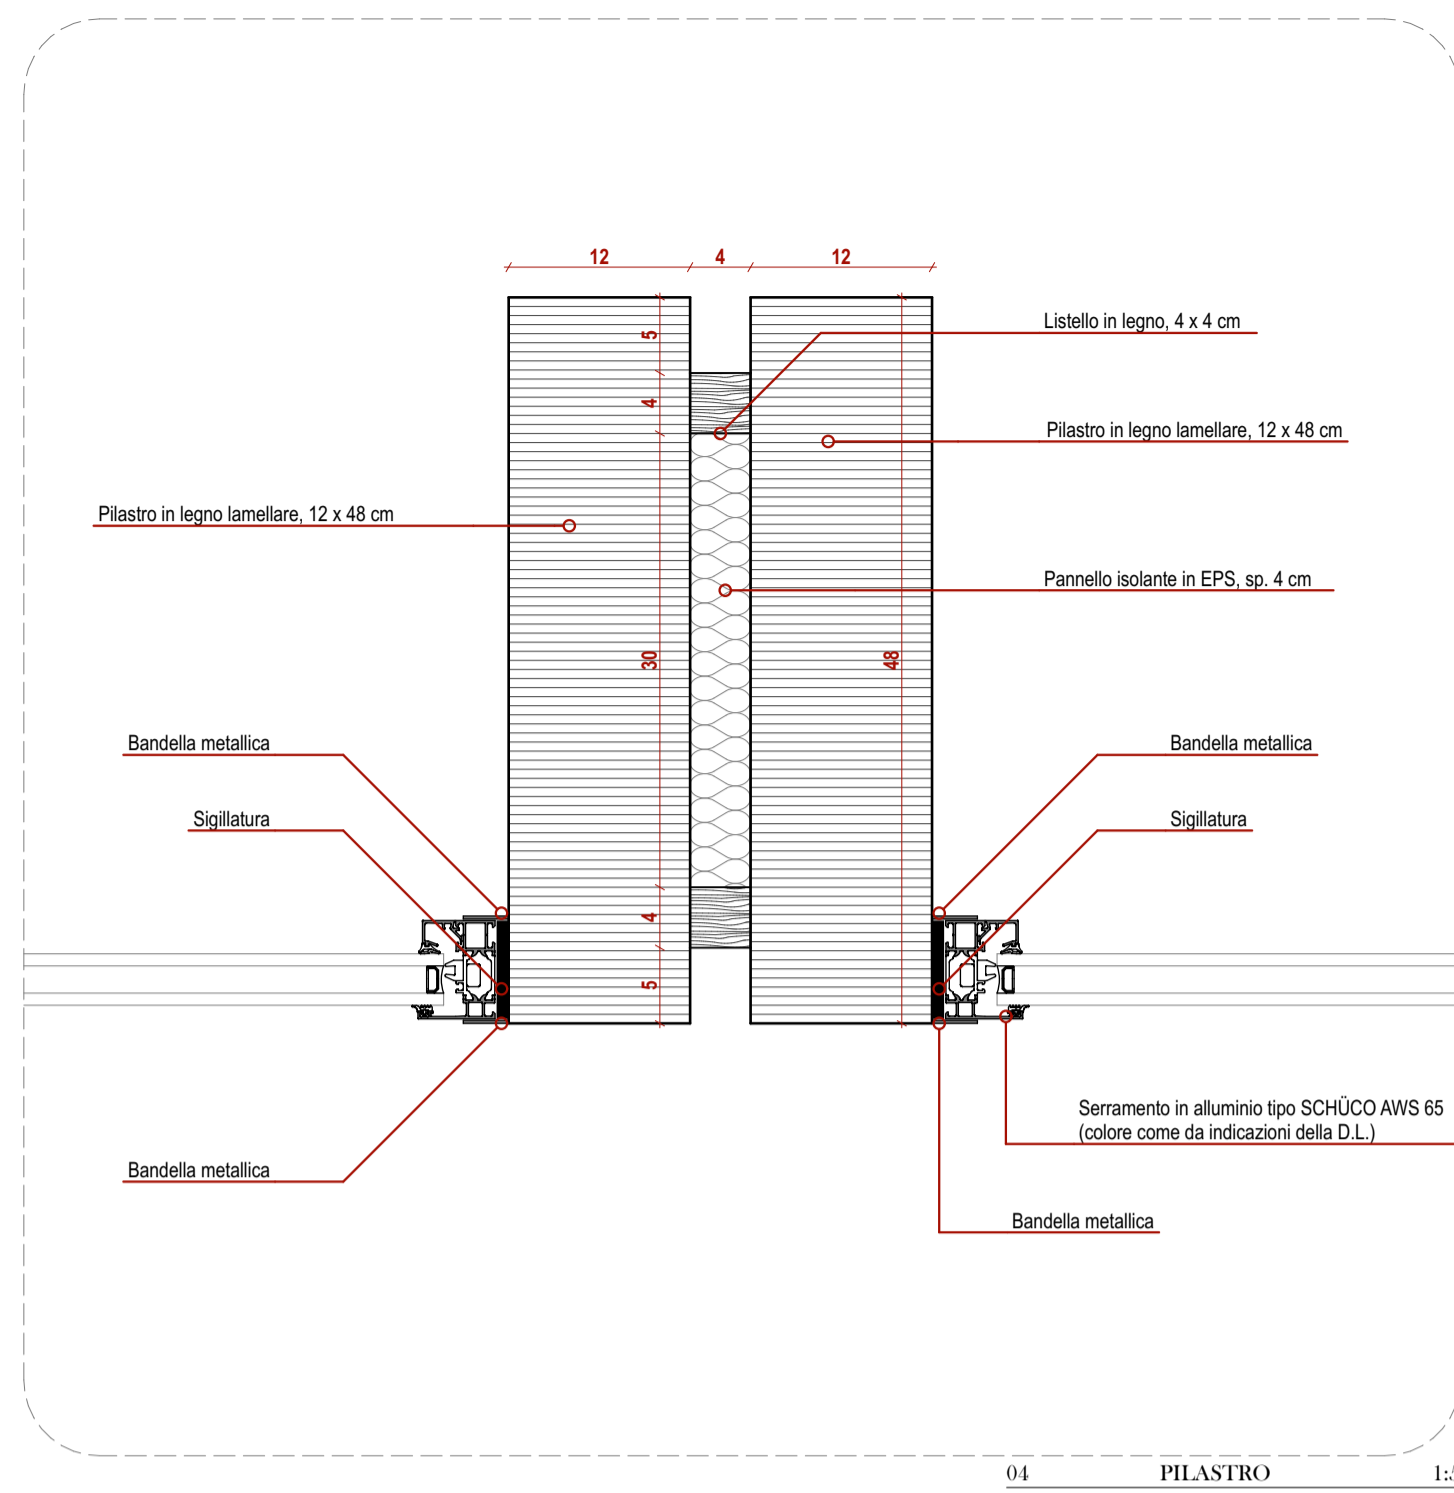 12
4
12
Listello in legno, 4 x 4 cm
5
4
Pilastro in legno lamellare, 12 x 48 cm
Pilastro in legno lamellare, 12 x 48 cm
Pannello isolante in EPS, sp. 4 cm
30
48
Bandella metallica
Bandella metallica
Sigillatura
Sigillatura
4
5
Serramento in alluminio tipo SCHÜCO AWS 65
(colore come da indicazioni della D.L.)
Bandella metallica
Bandella metallica
04 PILASTRO